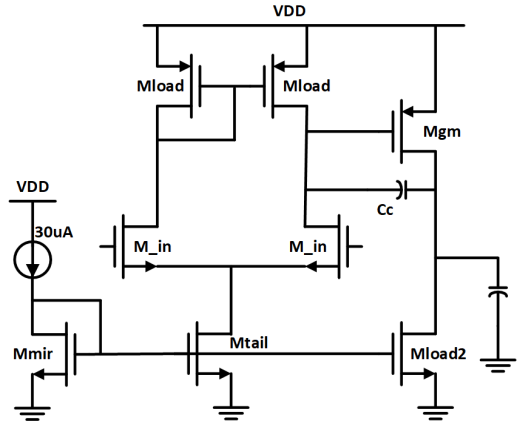 VDD
Mload
Mload
Mgm
VDD
Cc
30uA
M_in
M_in
Mtail
Mmir
Mload2